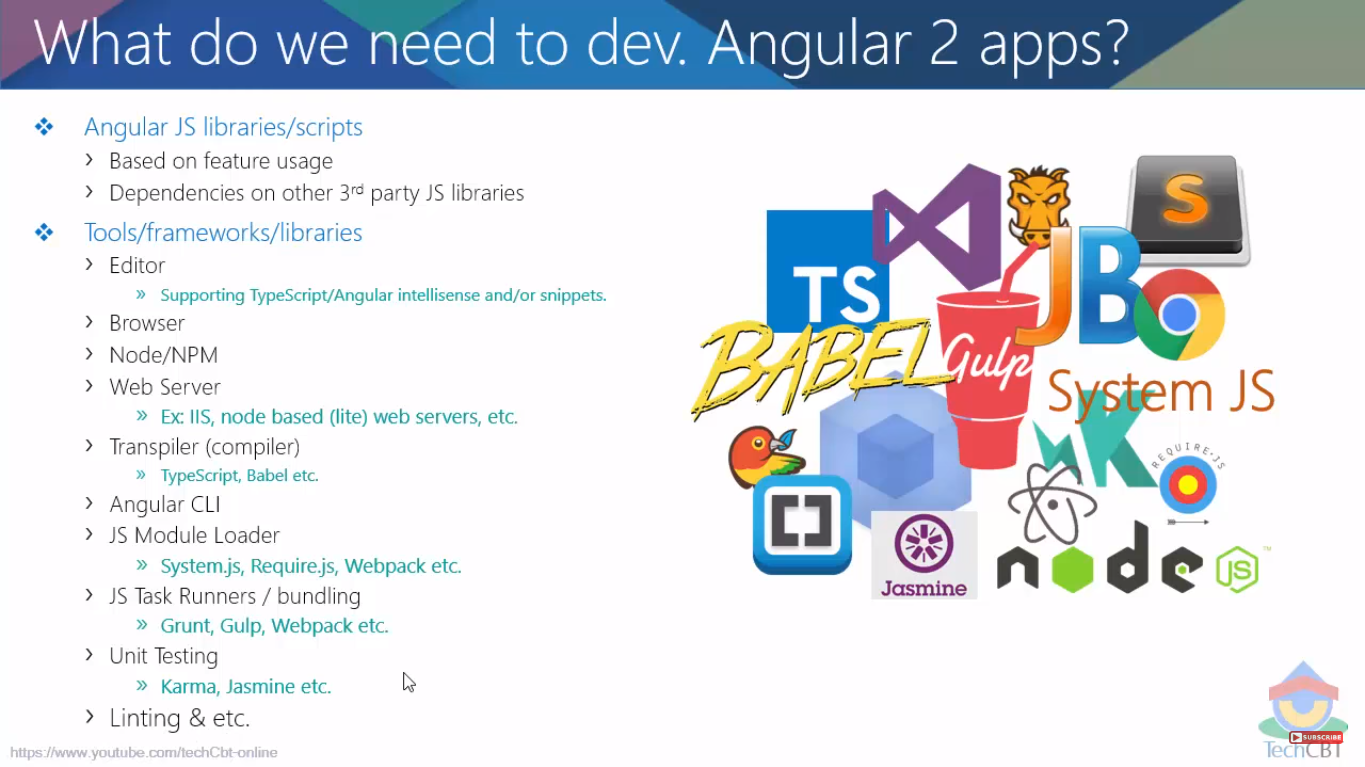 What do we need to dev. Angular 2 apps?
Angular JS libraries/scripts
Based on feature usage
Dependencies on other 3rd party JS libraries
Tools/frameworks/libraries
Editor
Supporting TypeScript/Angular intellisense and/or snippets.
Browser
Node/NPM
Web Server
Ex: IIS, node based (lite) web servers, etc.
Transpiler (compiler)
TypeScript, Babel etc.
Angular CLI
JS Module Loader
System.js, Require.js, Webpack etc.
JS Task Runners / bundling
Grunt, Gulp, Webpack etc.
Unit Testing
Karma, Jasmine etc.
Linting & etc.
https://www.youtube.com/techCbt-online
S
TS
JB
BABEL
Gulp
System JS
K
REQUIRE·JS
Jasmine
node
JS
TM
SUBSCRIBE
TechCBT